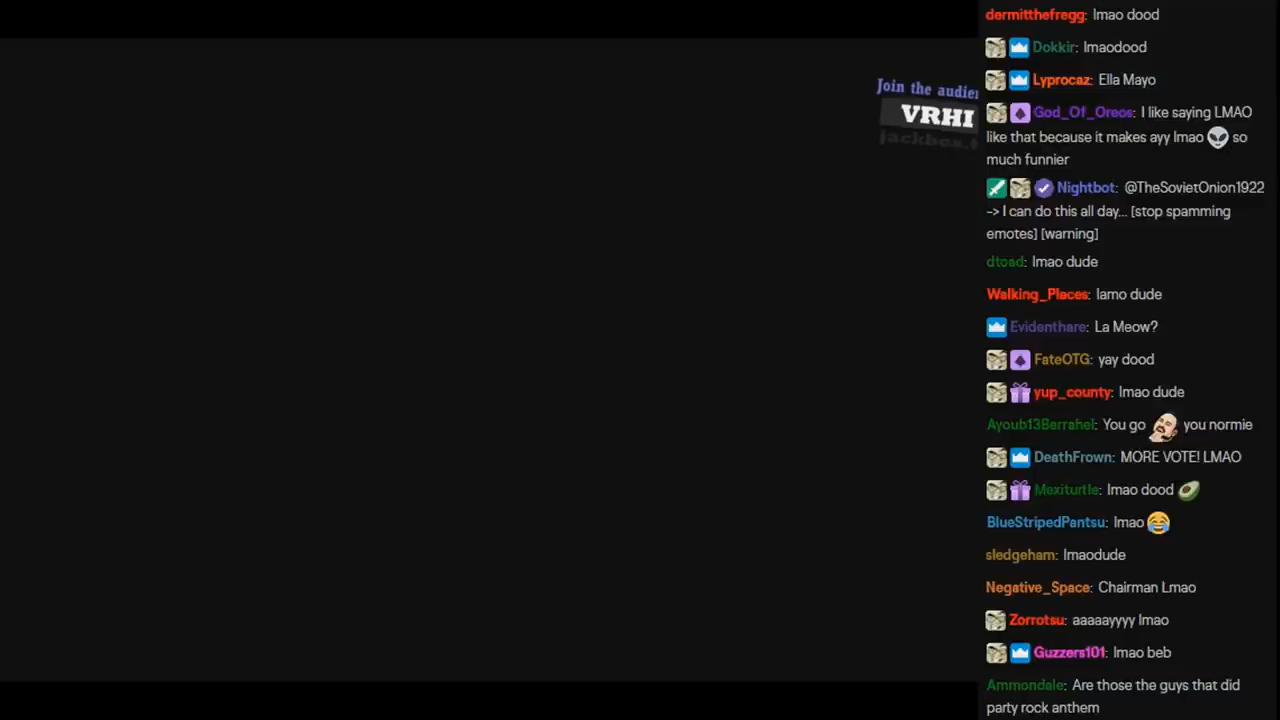 Join the audien
VRHI
jackbox.t
dermitthefregg: lmao dood
Dokkir: lmaodood
Lyprocaz: Ella Mayo
God_Of_Oreos: I like saying LMAO
like that because it makes ayy lmao 👽 so
much funnier
Nightbot: @TheSovietOnion1922
-> I can do this all day... [stop spamming
emotes] [warning]
dtoad: lmao dude
Walking_Places: lamo dude
Evidenthare: La Meow?
FateOTG: yay dood
yup_county: lmao dude
Ayoub13Berrahel: You go you normie
DeathFrown: MORE VOTE! LMAO
Mexiturtle: lmao dood 🥑
BlueStripedPantsu: lmao 😂
sledgeham: lmaodude
Negative_Space: Chairman Lmao
Zorrotsu: aaaaayyyy lmao
Guzzers101: lmao beb
Ammondale: Are those the guys that did
party rock anthem